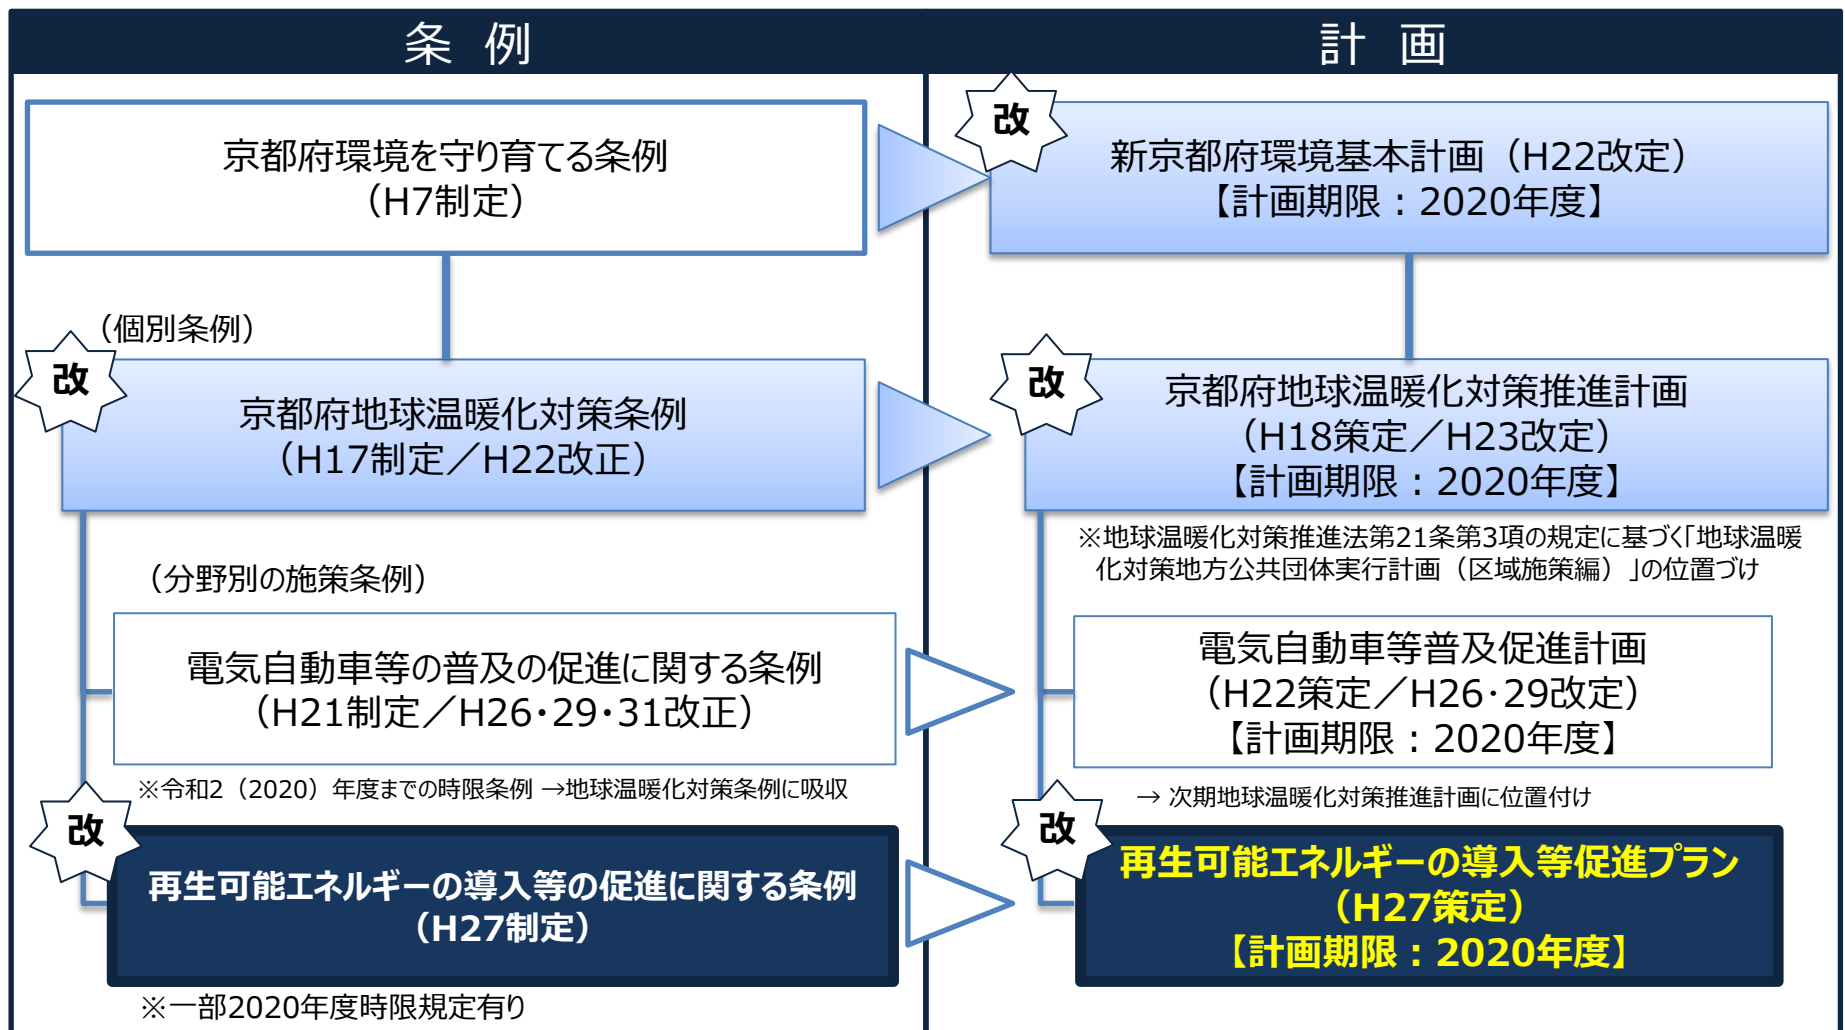 条 例
計 画
京都府環境を守り育てる条例
（H7制定）
改
新京都府環境基本計画（H22改定）
【計画期限：2020年度】
（個別条例）
改
京都府地球温暖化対策条例
（H17制定／H22改正）
改
京都府地球温暖化対策推進計画
（H18策定／H23改定）
【計画期限：2020年度】
※地球温暖化対策推進法第21条第3項の規定に基づく「地球温暖
化対策地方公共団体実行計画（区域施策編）」の位置づけ
（分野別の施策条例）
電気自動車等の普及の促進に関する条例
（H21制定／H26･29･31改正）
電気自動車等普及促進計画
（H22策定／H26･29改定）
【計画期限：2020年度】
※令和2（2020）年度までの時限条例 →地球温暖化対策条例に吸収
→ 次期地球温暖化対策推進計画に位置付け
改
再生可能エネルギーの導入等の促進に関する条例
（H27制定）
改
再生可能エネルギーの導入等促進プラン
（H27策定）
【計画期限：2020年度】
※一部2020年度時限規定有り